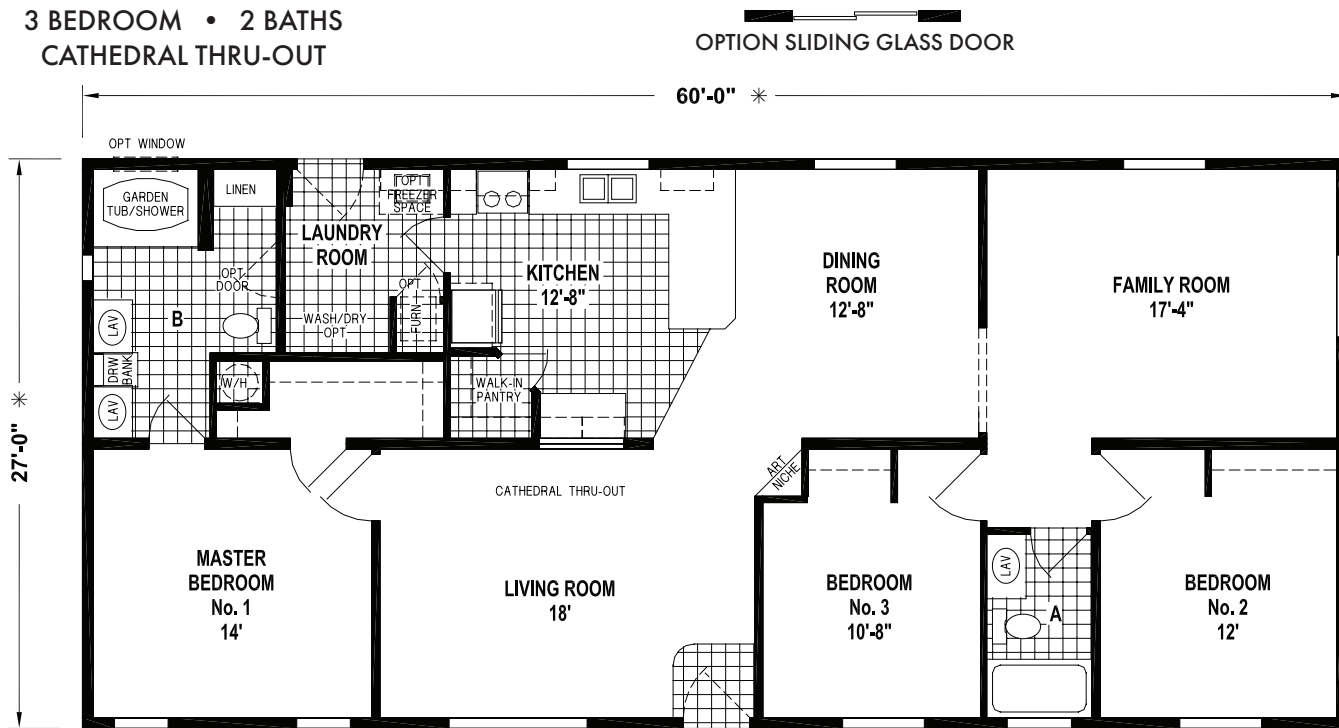 3 BEDROOM • 2 BATHS
CATHEDRAL THRU-OUT
OPTION SLIDING GLASS DOOR
60'-0" ✳
27'-0" ✳
OPT WINDOW
GARDEN
TUB/SHOWER
LINEN
OPT
DOOR
B
LAV
DRW
BANK
LAV
W/H
LAUNDRY
ROOM
OPT
FREEZER
SPACE
WASH/DRY
OPT
OPT
FURN
KITCHEN
12'-8"
WALK-IN
PANTRY
DINING
ROOM
12'-8"
FAMILY ROOM
17'-4"
CATHEDRAL THRU-OUT
ART
NICHE
MASTER
BEDROOM
No. 1
14'
LIVING ROOM
18'
BEDROOM
No. 3
10'-8"
LAV
A
BEDROOM
No. 2
12'